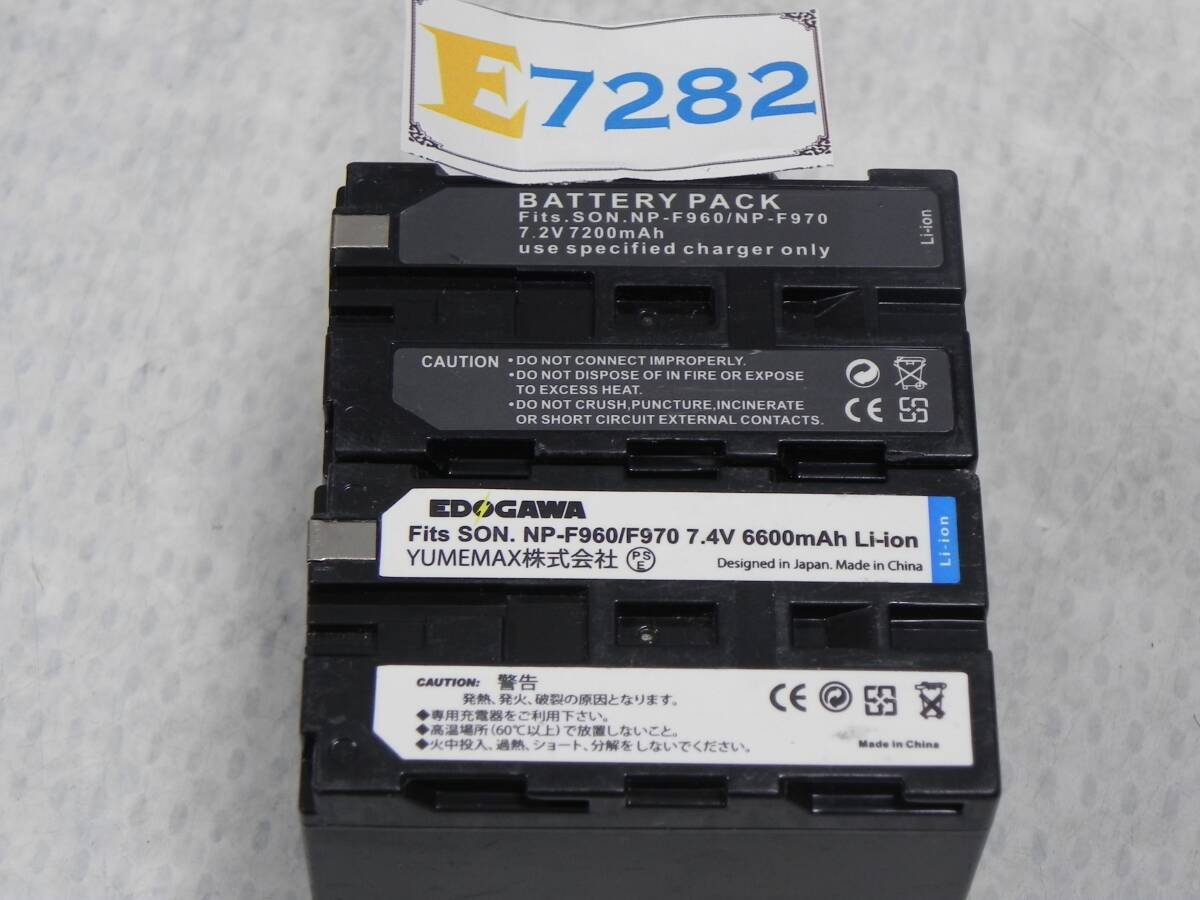 E7282
BATTERY PACK
Fits.SON.NP-F960/NP-F970
7.2V 7200mAh
use specified charger only
Li-ion
CAUTION
•DO NOT CONNECT IMPROPERLY.
•DO NOT DISPOSE OF IN FIRE OR EXPOSE
TO EXCESS HEAT.
•DO NOT CRUSH,PUNCTURE,INCINERATE
OR SHORT CIRCUIT EXTERNAL CONTACTS.
CE
EDOGAWA
Fits SON. NP-F960/F970 7.4V 6600mAh Li-ion
YUMEMAX株式会社 PSE
Designed in Japan. Made in China
Li-ion
CAUTION: 警告
発熱、発火、破裂の原因となります。
◆専用充電器をご利用下さい。
◆高温場所(60℃以上)で放置しないこと。
◆火中投入、過熱、ショート、分解をしないでください。
CE
Made in China